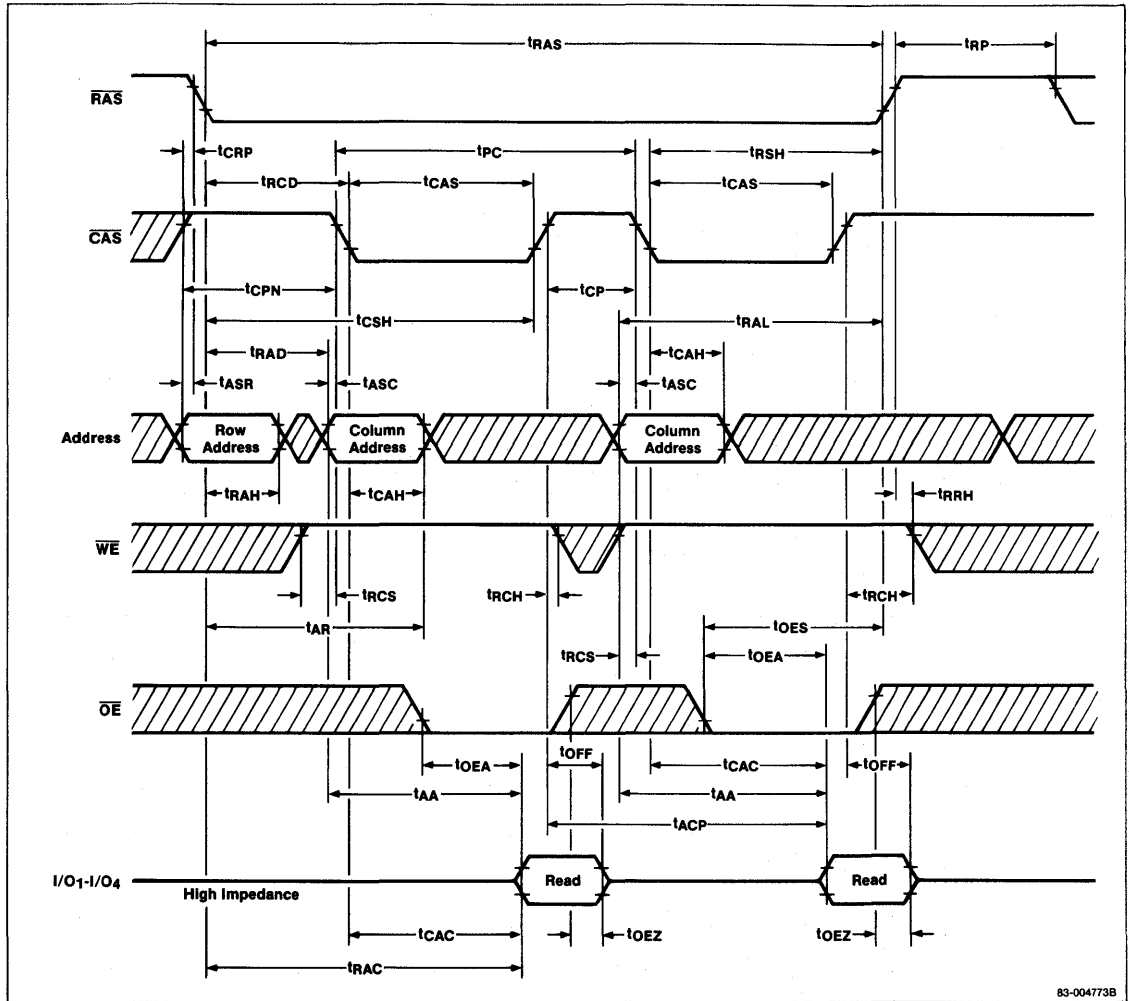 tRAS
tRP
RAS
tCRP
tPC
tRSH
tRCD
tCAS
tCAS
CAS
tCPN
tCP
tCSH
tRAL
tRAD
tCAH
tASR
tASC
tASC
Address
Row Address
Column Address
Column Address
tRAH
tCAH
tRRH
WE
tRCS
tRCH
tRCH
tAR
tOES
tRCS
tOEA
OE
tOEA
tOFF
tCAC
tOFF
tAA
tAA
tACP
I/O1-I/O4
High Impedance
Read
Read
tCAC
tOEZ
tOEZ
tRAC
83-004773B